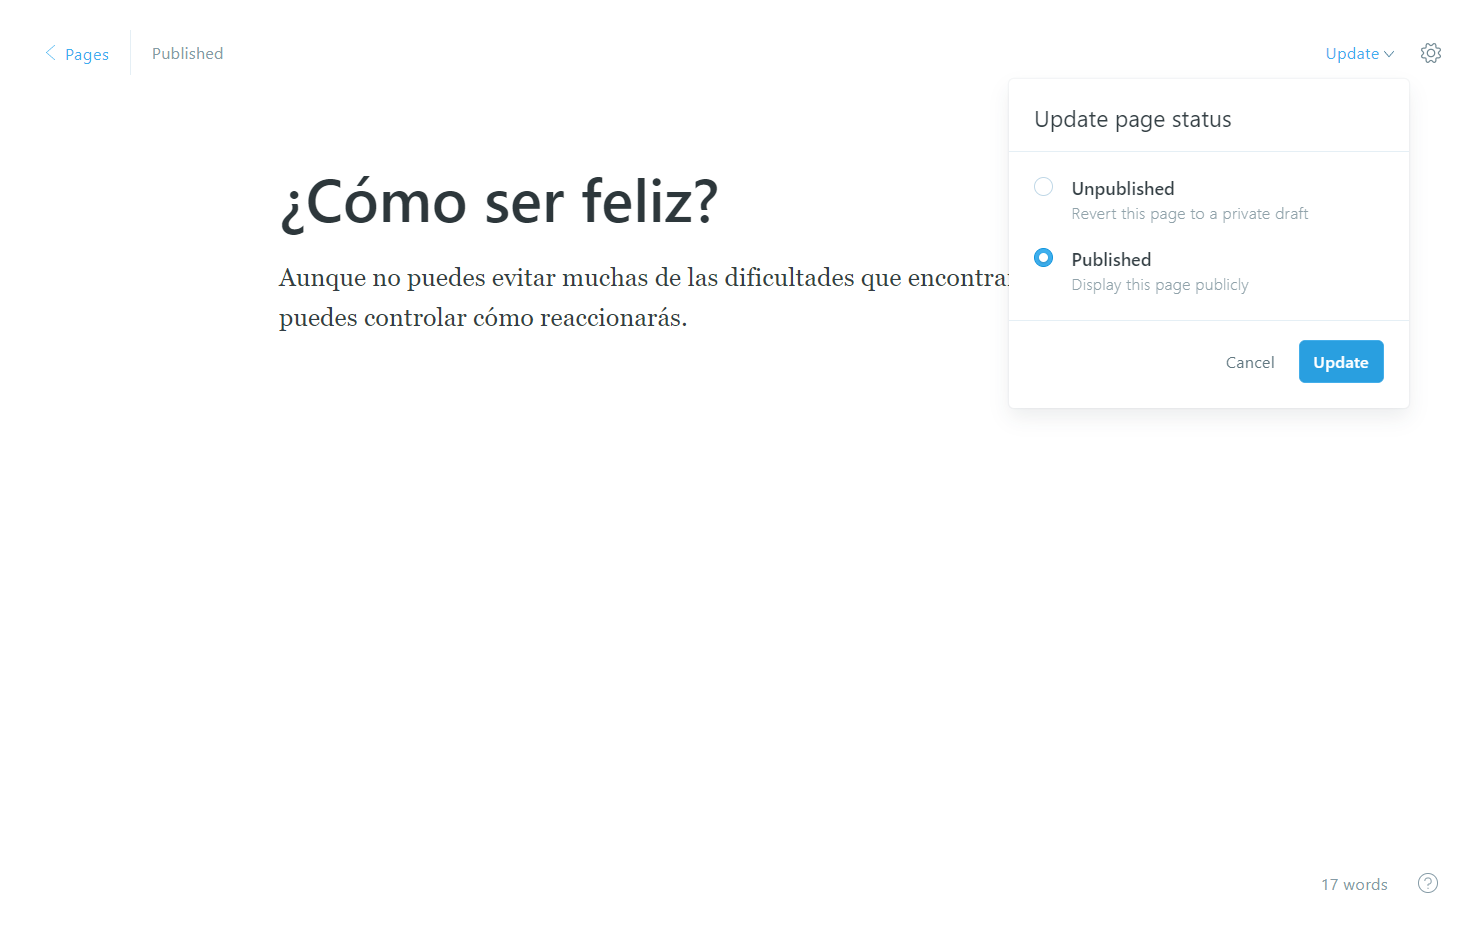 Pages
Published
Update
Update page status
Unpublished
Revert this page to a private draft
Published
Display this page publicly
Cancel
Update
¿Cómo ser feliz?
Aunque no puedes evitar muchas de las dificultades que
puedes controlar cómo reaccionarás.
17 words